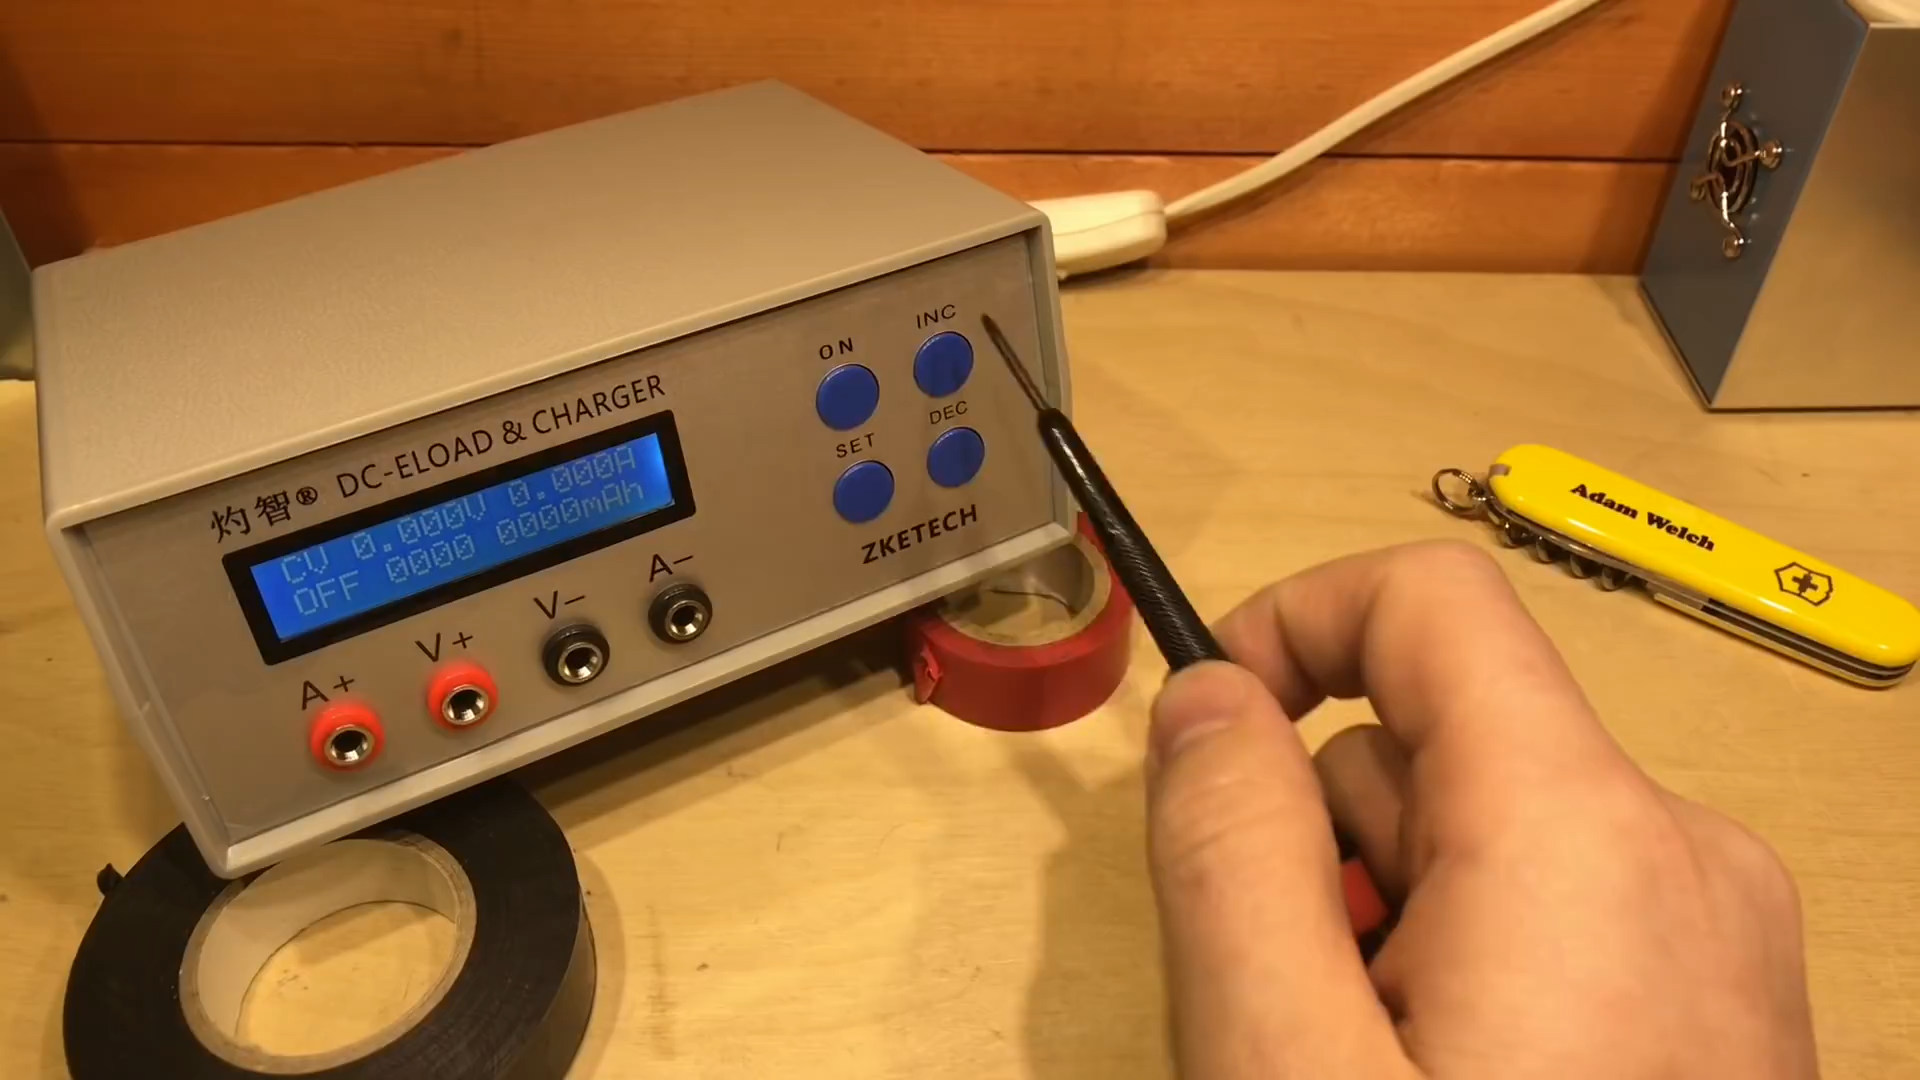 灼智® DC-ELOAD & CHARGER
CV 0.000V 0.000A
OFF 0000 0000mAh
A+
V+
V-
A-
ON
INC
SET
DEC
ZKETECH
Adam Welch